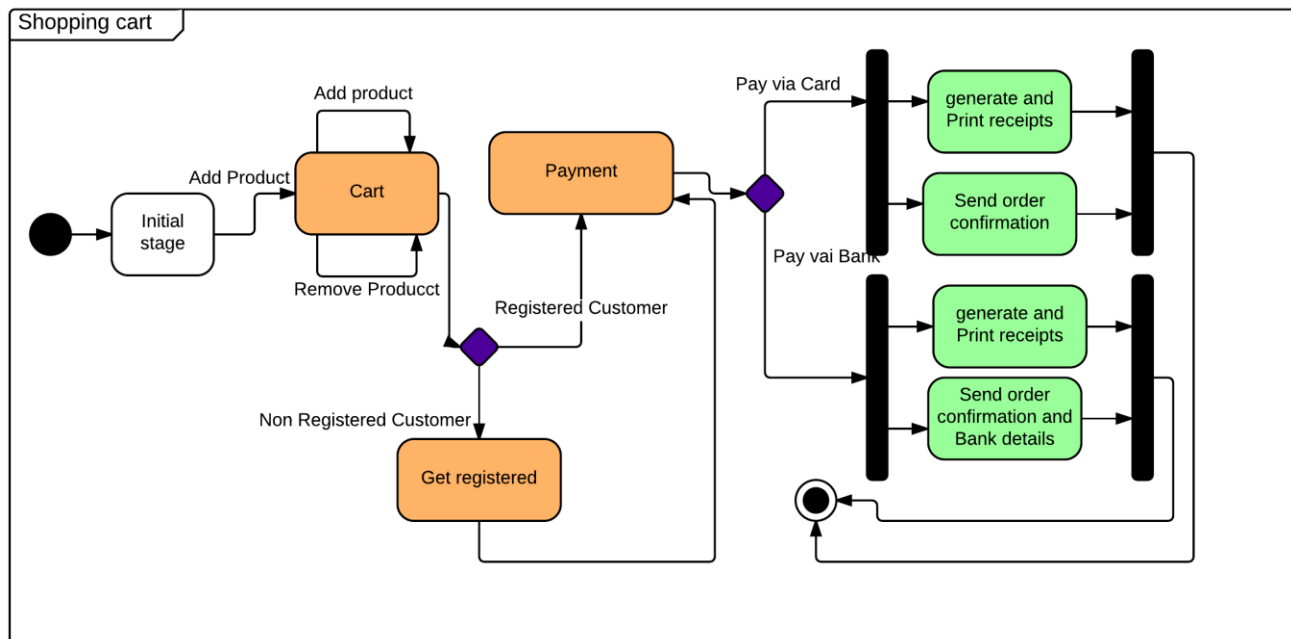 Shopping cart
Add product
Add Product
Cart
Initial
stage
Remove Producct
Payment
Registered Customer
Non Registered Customer
Get registered
Pay via Card
Pay vai Bank
generate and
Print receipts
Send order
confirmation
generate and
Print receipts
Send order
confirmation and
Bank details